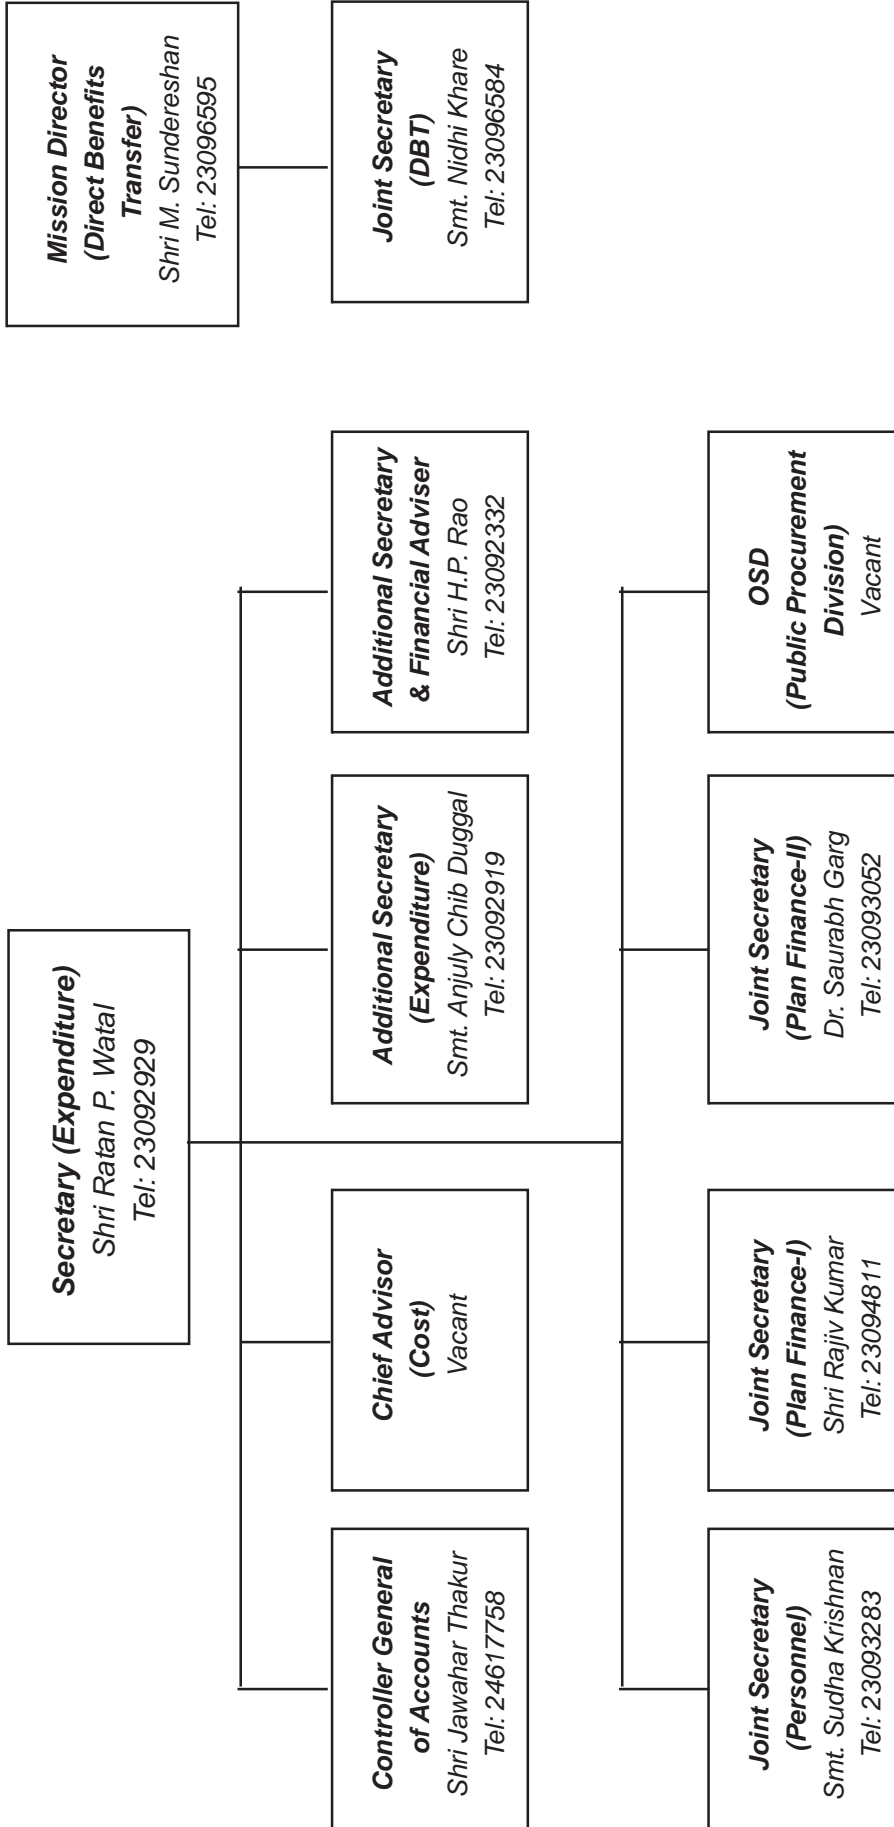 Secretary (Expenditure)
Shri Ratan P. Watal
Tel: 23092929
Mission Director
(Direct Benefits
Transfer)
Shri M. Sundereshan
Tel: 23096595
Controller General
of Accounts
Shri Jawahar Thakur
Tel: 24617758
Chief Advisor
(Cost)
Vacant
Additional Secretary
(Expenditure)
Smt. Anjuly Chib Duggal
Tel: 23092919
Additional Secretary
& Financial Adviser
Shri H.P. Rao
Tel: 23092332
Joint Secretary
(DBT)
Smt. Nidhi Khare
Tel: 23096584
Joint Secretary
(Personnel)
Smt. Sudha Krishnan
Tel: 23093283
Joint Secretary
(Plan Finance-I)
Shri Rajiv Kumar
Tel: 23094811
Joint Secretary
(Plan Finance-II)
Dr. Saurabh Garg
Tel: 23093052
OSD
(Public Procurement
Division)
Vacant